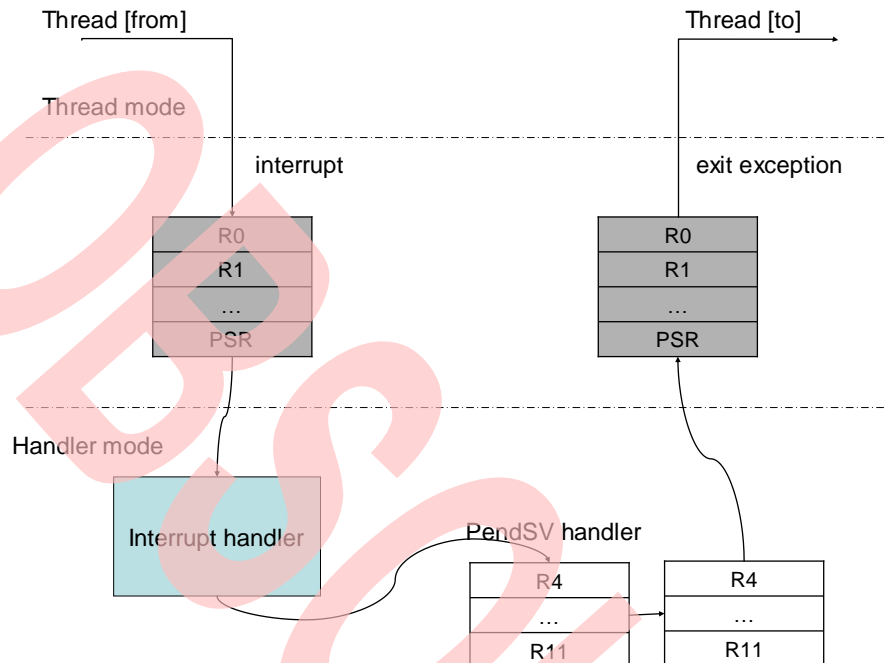 Thread [from]
Thread [to]
Thread mode
interrupt
exit exception
R0
R1
...
PSR
R0
R1
...
PSR
Handler mode
Interrupt handler
PendSV handler
R4
...
R11
R4
...
R11